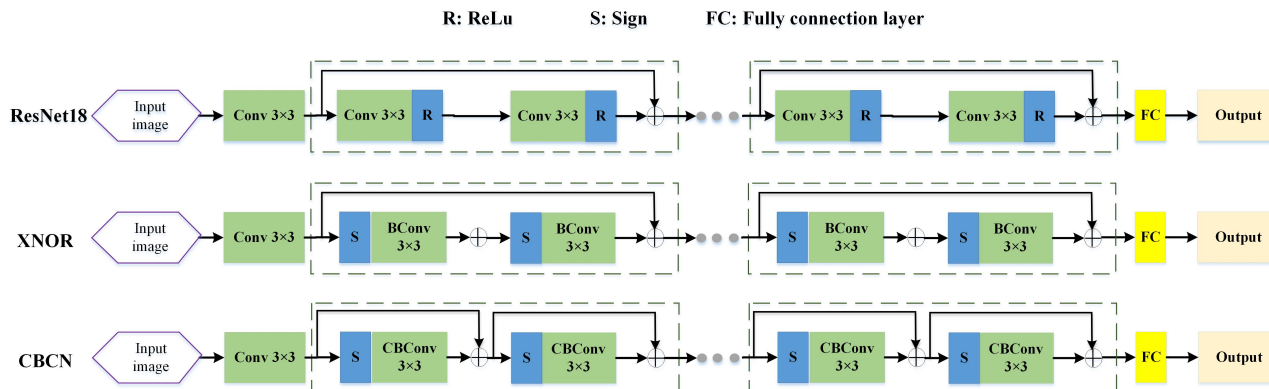 R: ReLu S: Sign FC: Fully connection layer
ResNet18
Input
image
Conv 3×3
Conv 3×3 R
Conv 3×3 R
Conv 3×3 R
Conv 3×3 R
FC
Output
XNOR
Input
image
Conv 3×3
S
BConv
3×3
S
BConv
3×3
S
BConv
3×3
S
BConv
3×3
FC
Output
CBCN
Input
image
Conv 3×3
S
CBConv
3×3
S
CBConv
3×3
S
CBConv
3×3
S
CBConv
3×3
FC
Output